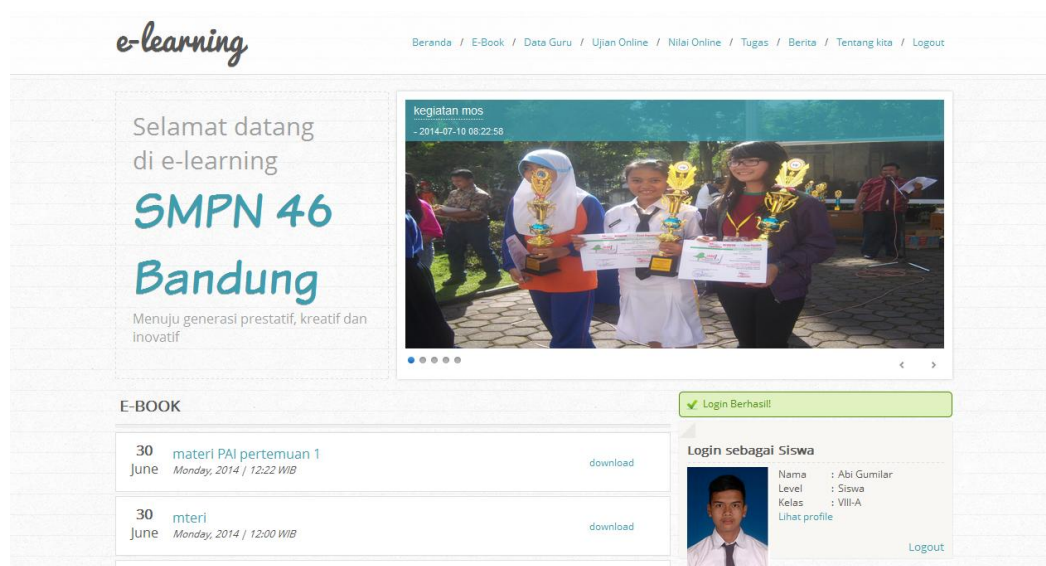 e-learning
Beranda / E-Book / Data Guru / Ujian Online / Nilai Online / Tugas / Berita / Tentang kita / Logout
Selamat datang
di e-learning
SMPN 46
Bandung
Menuju generasi prestatif, kreatif dan
inovatif
kegiatan mos
- 2014-07-10 08:22:58
E-BOOK
30
June
materi PAI pertemuan 1
Monday, 2014 | 12:22 WIB
download
30
June
mteri
Monday, 2014 | 12:00 WIB
download
Login Berhasil!
Login sebagai Siswa
Nama : Abi Gumilar
Level : Siswa
Kelas : VIII-A
Lihat profile
Logout